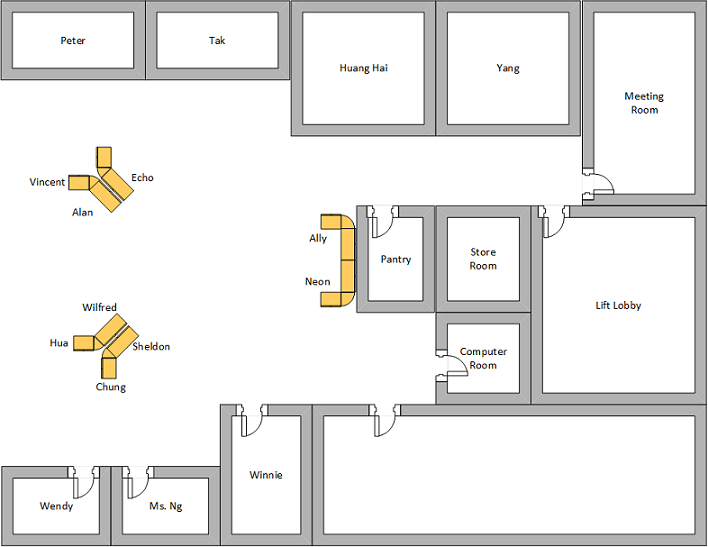 Peter
Tak
Huang Hai
Yang
Meeting
Room
Vincent
Echo
Alan
Ally
Neon
Pantry
Store
Room
Lift Lobby
Wilfred
Hua
Sheldon
Chung
Computer
Room
Winnie
Wendy
Ms. Ng